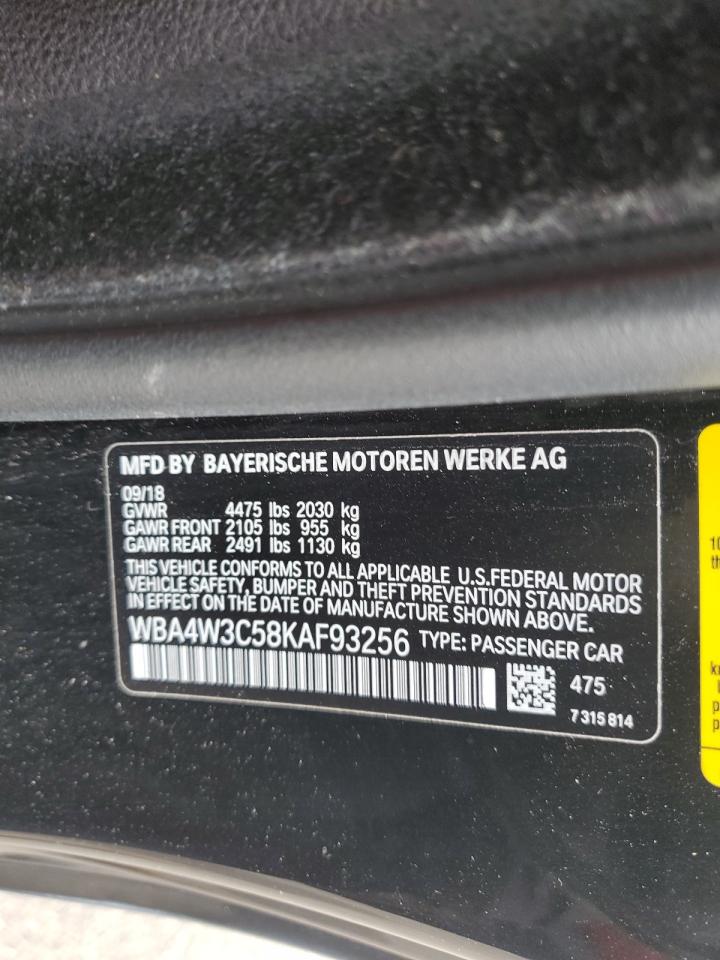 MFD BY BAYERISCHE MOTOREN WERKE AG
09/18
GVWR 4475 lbs 2030 kg
GAWR FRONT 2105 lbs 955 kg
GAWR REAR 2491 lbs 1130 kg
THIS VEHICLE CONFORMS TO ALL APPLICABLE U.S.FEDERAL MOTOR
VEHICLE SAFETY, BUMPER AND THEFT PREVENTION STANDARDS
IN EFFECT ON THE DATE OF MANUFACTURE SHOWN ABOVE.
WBA4W3C58KAF93256 TYPE: PASSENGER CAR
475
7 315 814
10
th
p
p